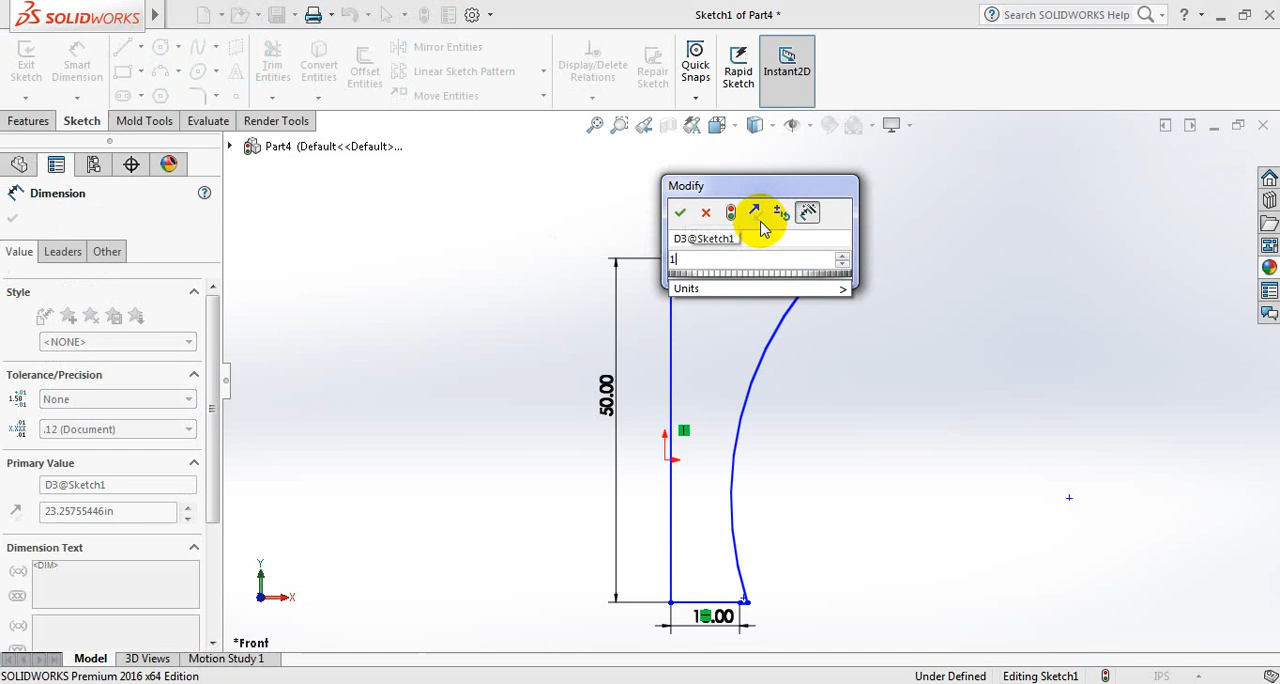 SOLIDWORKS
Sketch1 of Part4 *
Search SOLIDWORKS Help
?
Exit Sketch
Smart Dimension
Trim Entities
Convert Entities
Offset Entities
Mirror Entities
Linear Sketch Pattern
Move Entities
Display/Delete Relations
Repair Sketch
Quick Snaps
Rapid Sketch
Instant2D
Features
Sketch
Mold Tools
Evaluate
Render Tools
Part4 (Default<<Default>...
Dimension
Value
Leaders
Other
Style
<NONE>
Tolerance/Precision
None
.12 (Document)
Primary Value
D3@Sketch1
23.25755446in
Dimension Text
<DIM>
Modify
D3@Sketch1
1
Units
>
50.00
Y
X
*Front
Model
3D Views
Motion Study 1
SOLIDWORKS Premium 2016 x64 Edition
Under Defined
Editing Sketch1
IPS